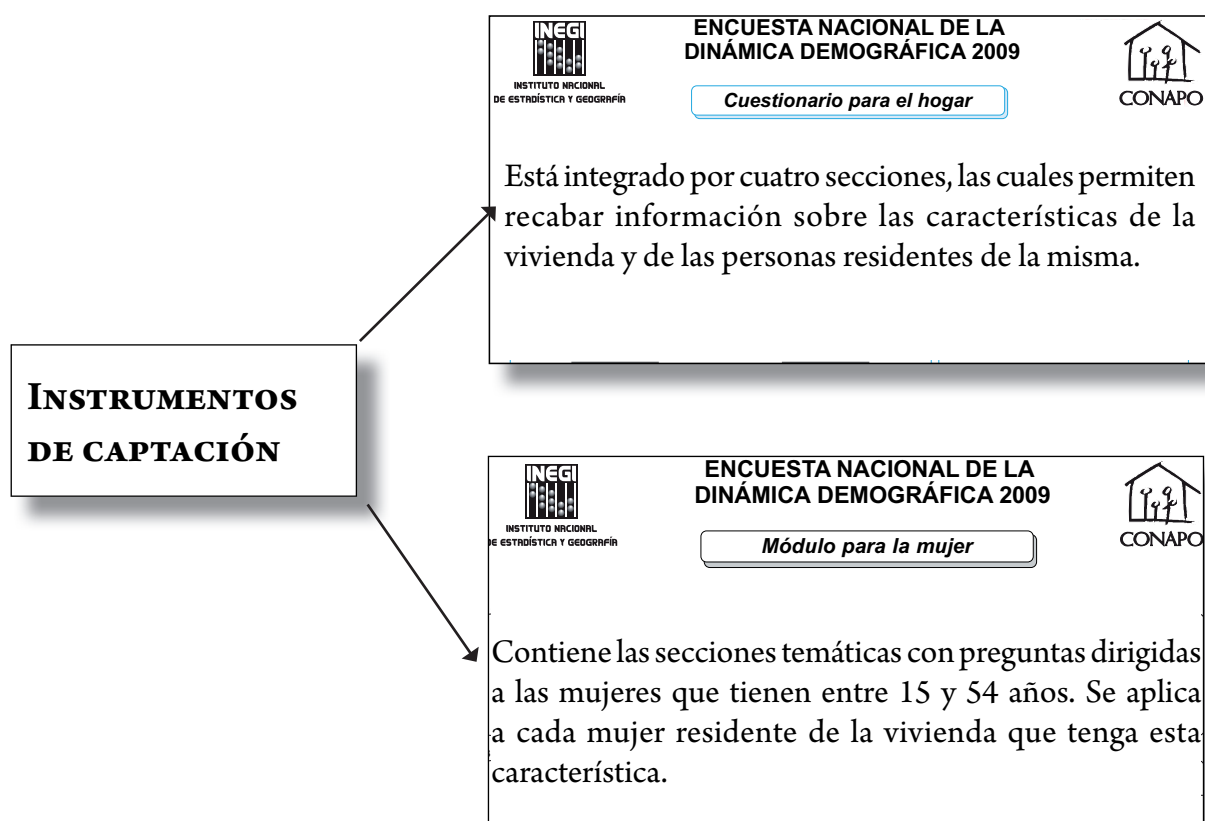 INEGI
INSTITUTO NACIONAL
DE ESTADÍSTICA Y GEOGRAFÍA
ENCUESTA NACIONAL DE LA
DINÁMICA DEMOGRÁFICA 2009
Cuestionario para el hogar
CONAPO
Está integrado por cuatro secciones, las cuales permiten
recabar información sobre las características de la
vivienda y de las personas residentes de la misma.
INSTRUMENTOS
DE CAPTACIÓN
INEGI
INSTITUTO NACIONAL
DE ESTADÍSTICA Y GEOGRAFÍA
ENCUESTA NACIONAL DE LA
DINÁMICA DEMOGRÁFICA 2009
Módulo para la mujer
CONAPO
Contiene las secciones temáticas con preguntas dirigidas
a las mujeres que tienen entre 15 y 54 años. Se aplica
a cada mujer residente de la vivienda que tenga esta
característica.